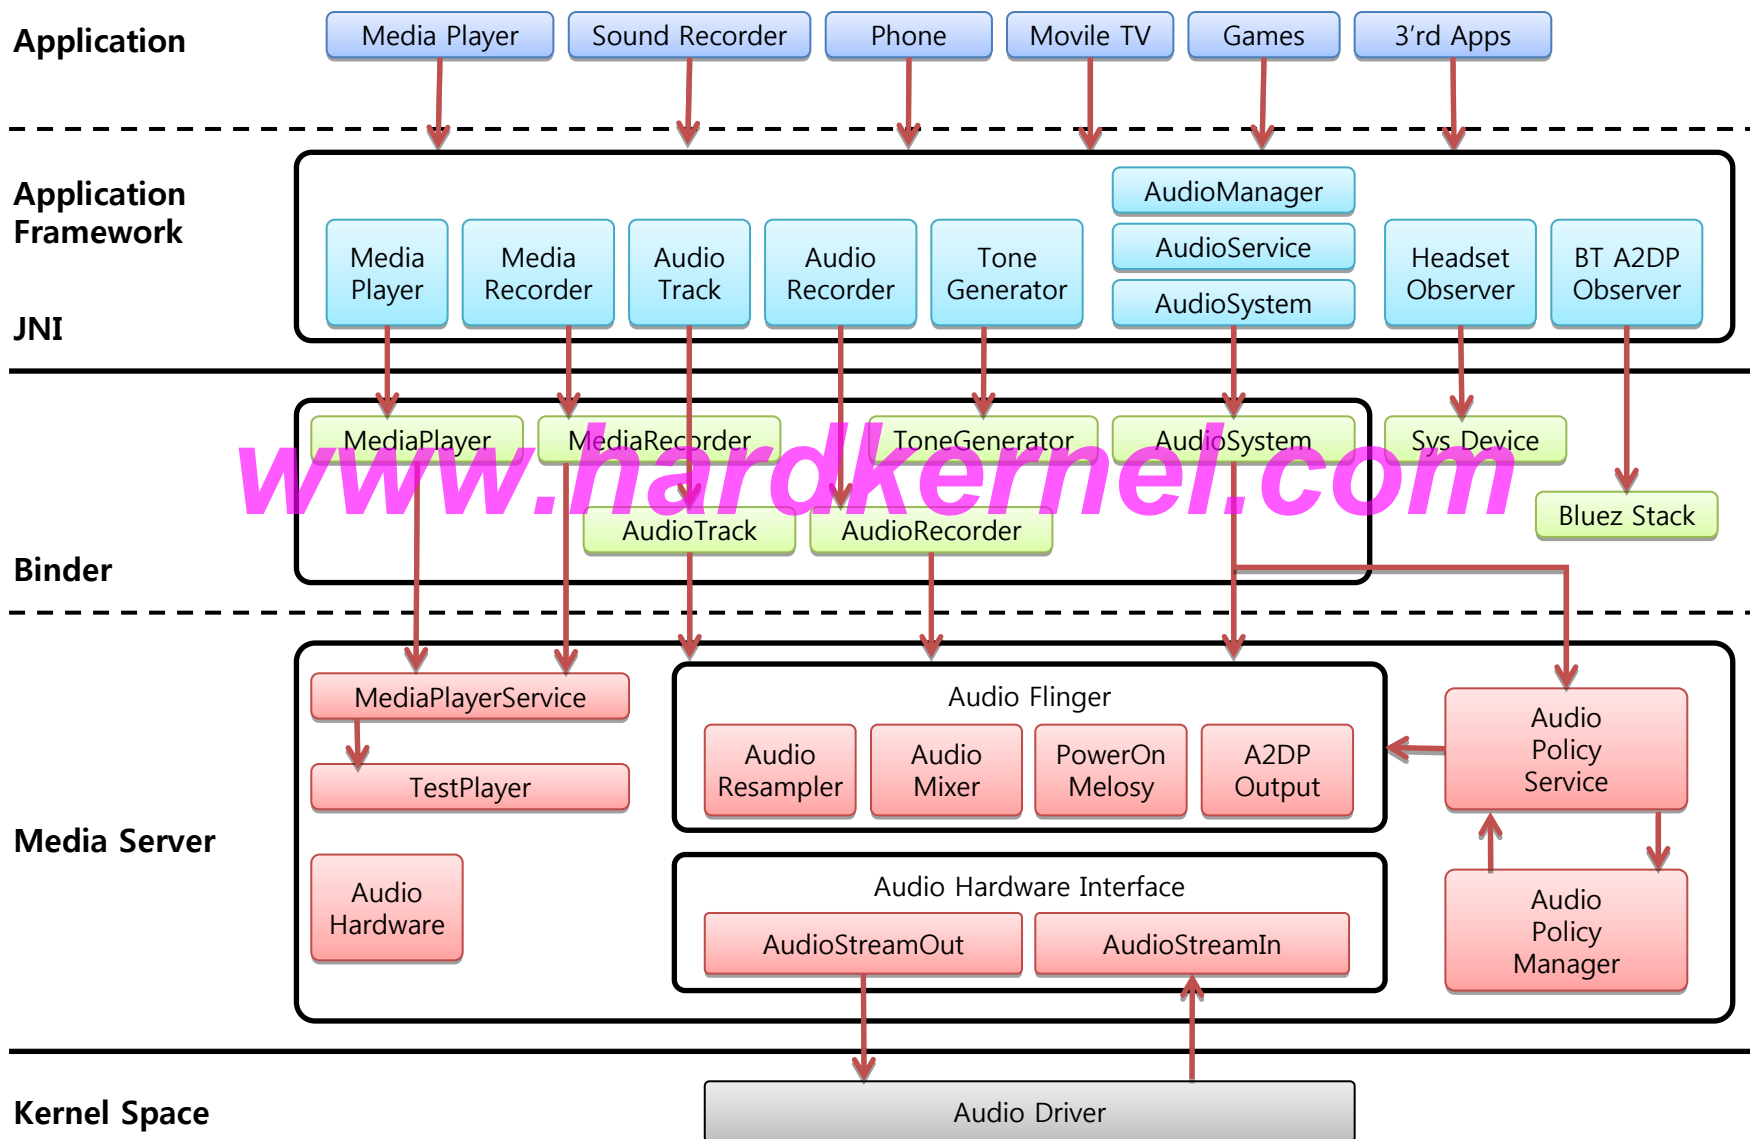 Application
Media Player
Sound Recorder
Phone
Movile TV
Games
3'rd Apps
Application
Framework
AudioManager
Media
Player
Media
Recorder
Audio
Track
Audio
Recorder
Tone
Generator
AudioService
AudioSystem
Headset
Observer
BT A2DP
Observer
JNI
MediaPlayer
MediaRecorder
ToneGenerator
AudioSystem
Sys Device
www.hardkernel.com
AudioTrack
AudioRecorder
Bluez Stack
Binder
MediaPlayerService
TestPlayer
Audio Flinger
Audio
Resampler
Audio
Mixer
PowerOn
Melosy
A2DP
Output
Audio
Policy
Service
Media Server
Audio
Hardware
Audio Hardware Interface
AudioStreamOut
AudioStreamIn
Audio
Policy
Manager
Kernel Space
Audio Driver